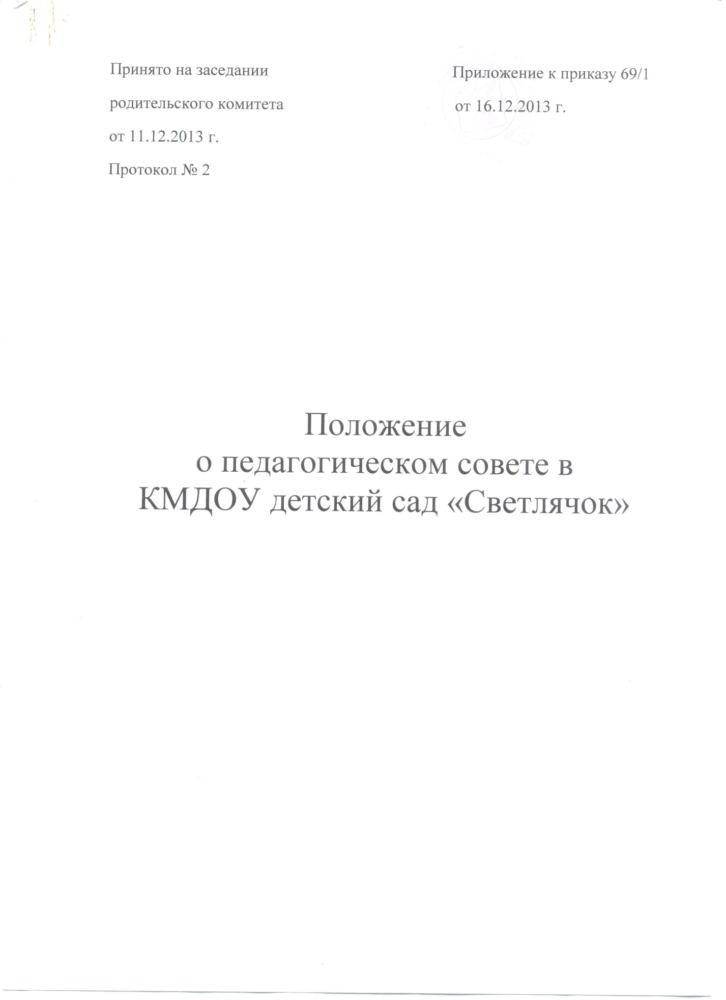 Принято на заседании
родительского комитета
от 11.12.2013 г.
Протокол № 2
Приложение к приказу 69/1
от 16.12.2013 г.
Положение
о педагогическом совете в
КМДОУ детский сад «Светлячок»